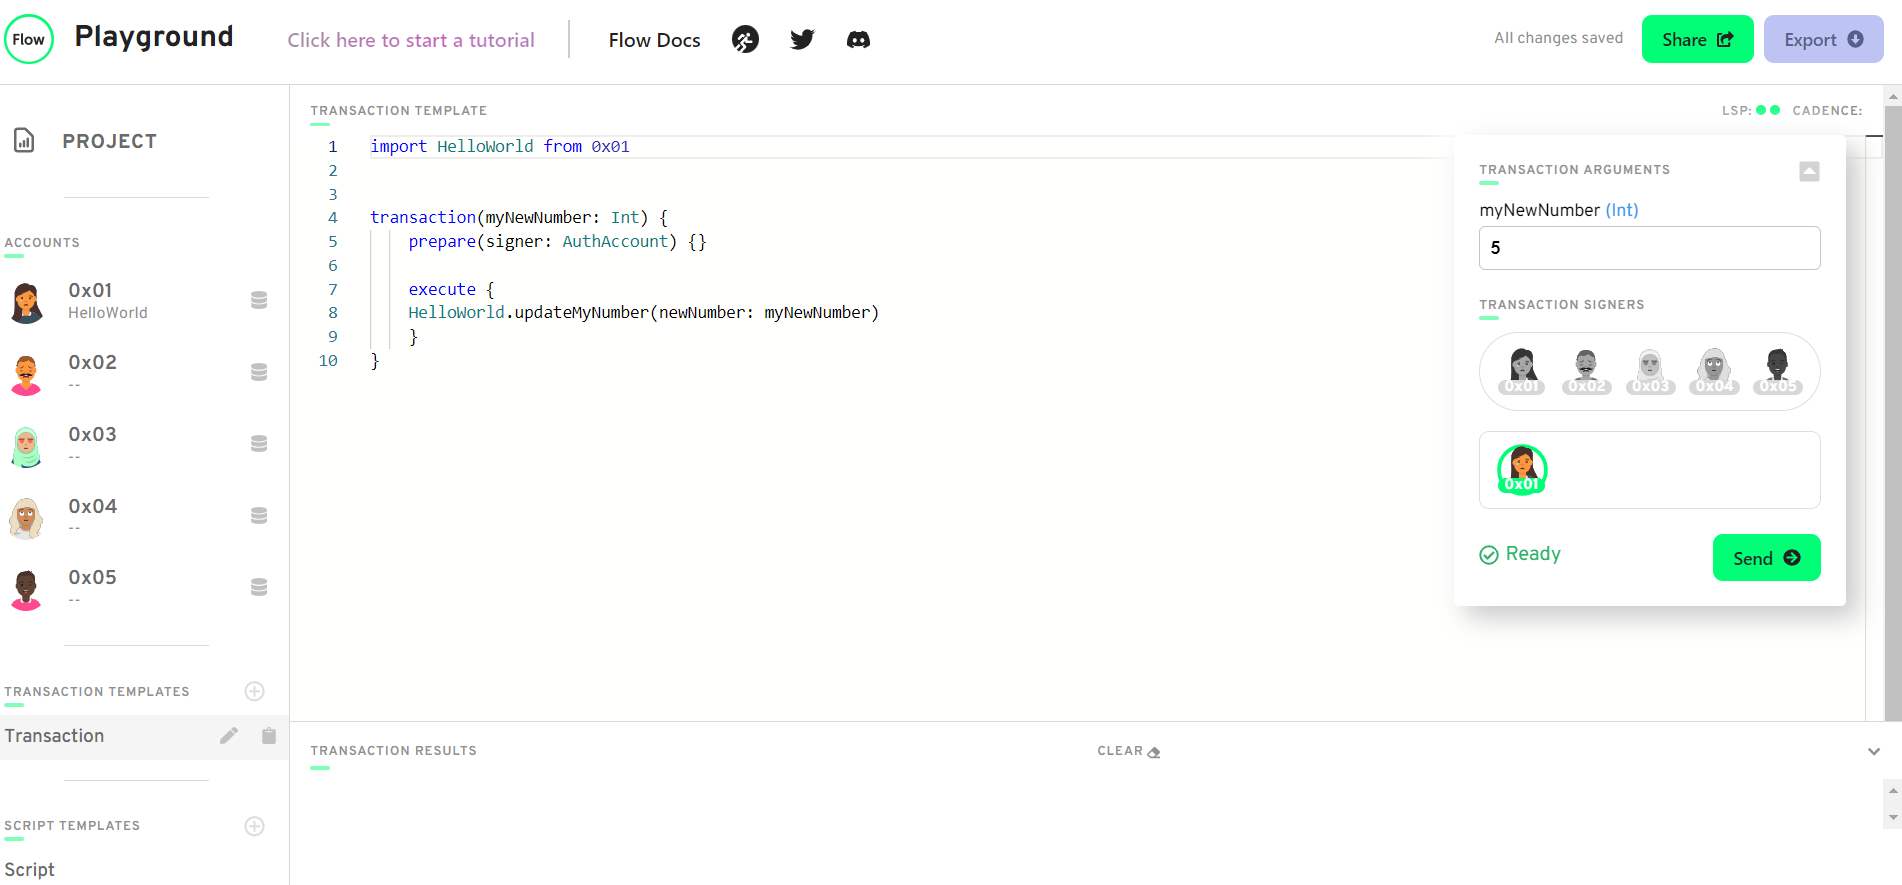 Flow Playground Click here to start a tutorial Flow Docs All changes saved Share Export
PROJECT
ACCOUNTS
0x01
HelloWorld
0x02
--
0x03
--
0x04
--
0x05
--
TRANSACTION TEMPLATES
Transaction
SCRIPT TEMPLATES
Script
TRANSACTION TEMPLATE LSP: CADENCE:
1 import HelloWorld from 0x01
2
3
4 transaction(myNewNumber: Int) {
5 prepare(signer: AuthAccount) {}
6
7 execute {
8 HelloWorld.updateMyNumber(newNumber: myNewNumber)
9 }
10 }
TRANSACTION ARGUMENTS
myNewNumber (Int)
5
TRANSACTION SIGNERS
0x01 0x02 0x03 0x04 0x05
0x01
Ready Send
TRANSACTION RESULTS CLEAR